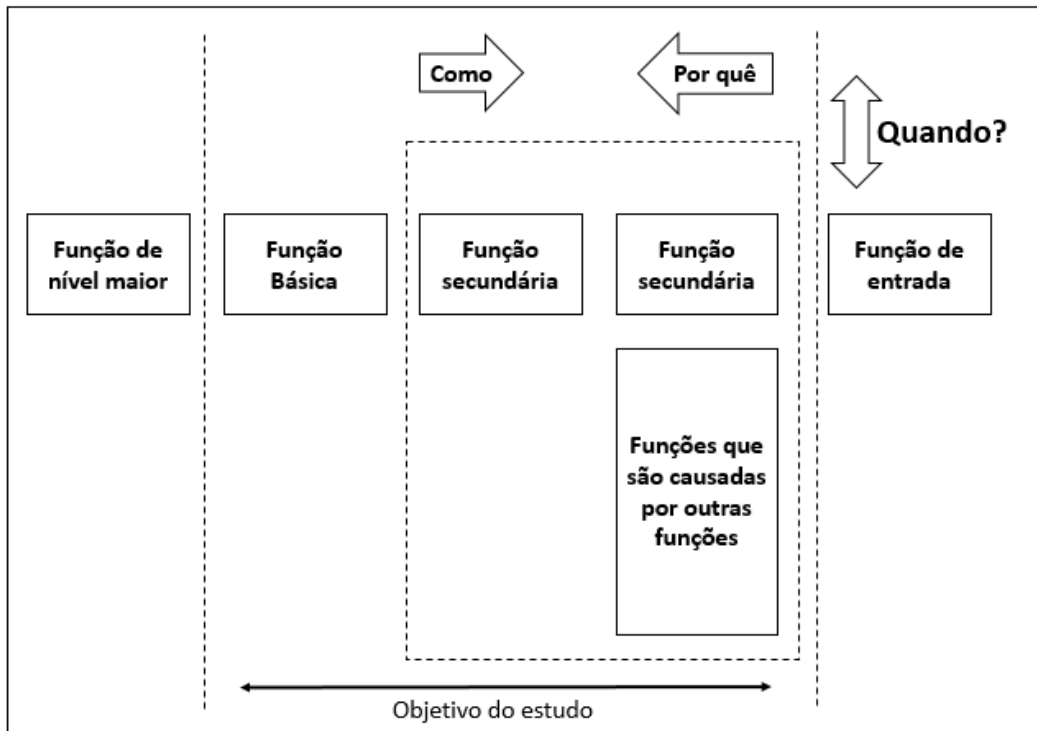 Como
Por quê
Quando?
Função de
nível maior
Função
Básica
Função
secundária
Função
secundária
Função de
entrada
Funções que
são causadas
por outras
funções
Objetivo do estudo